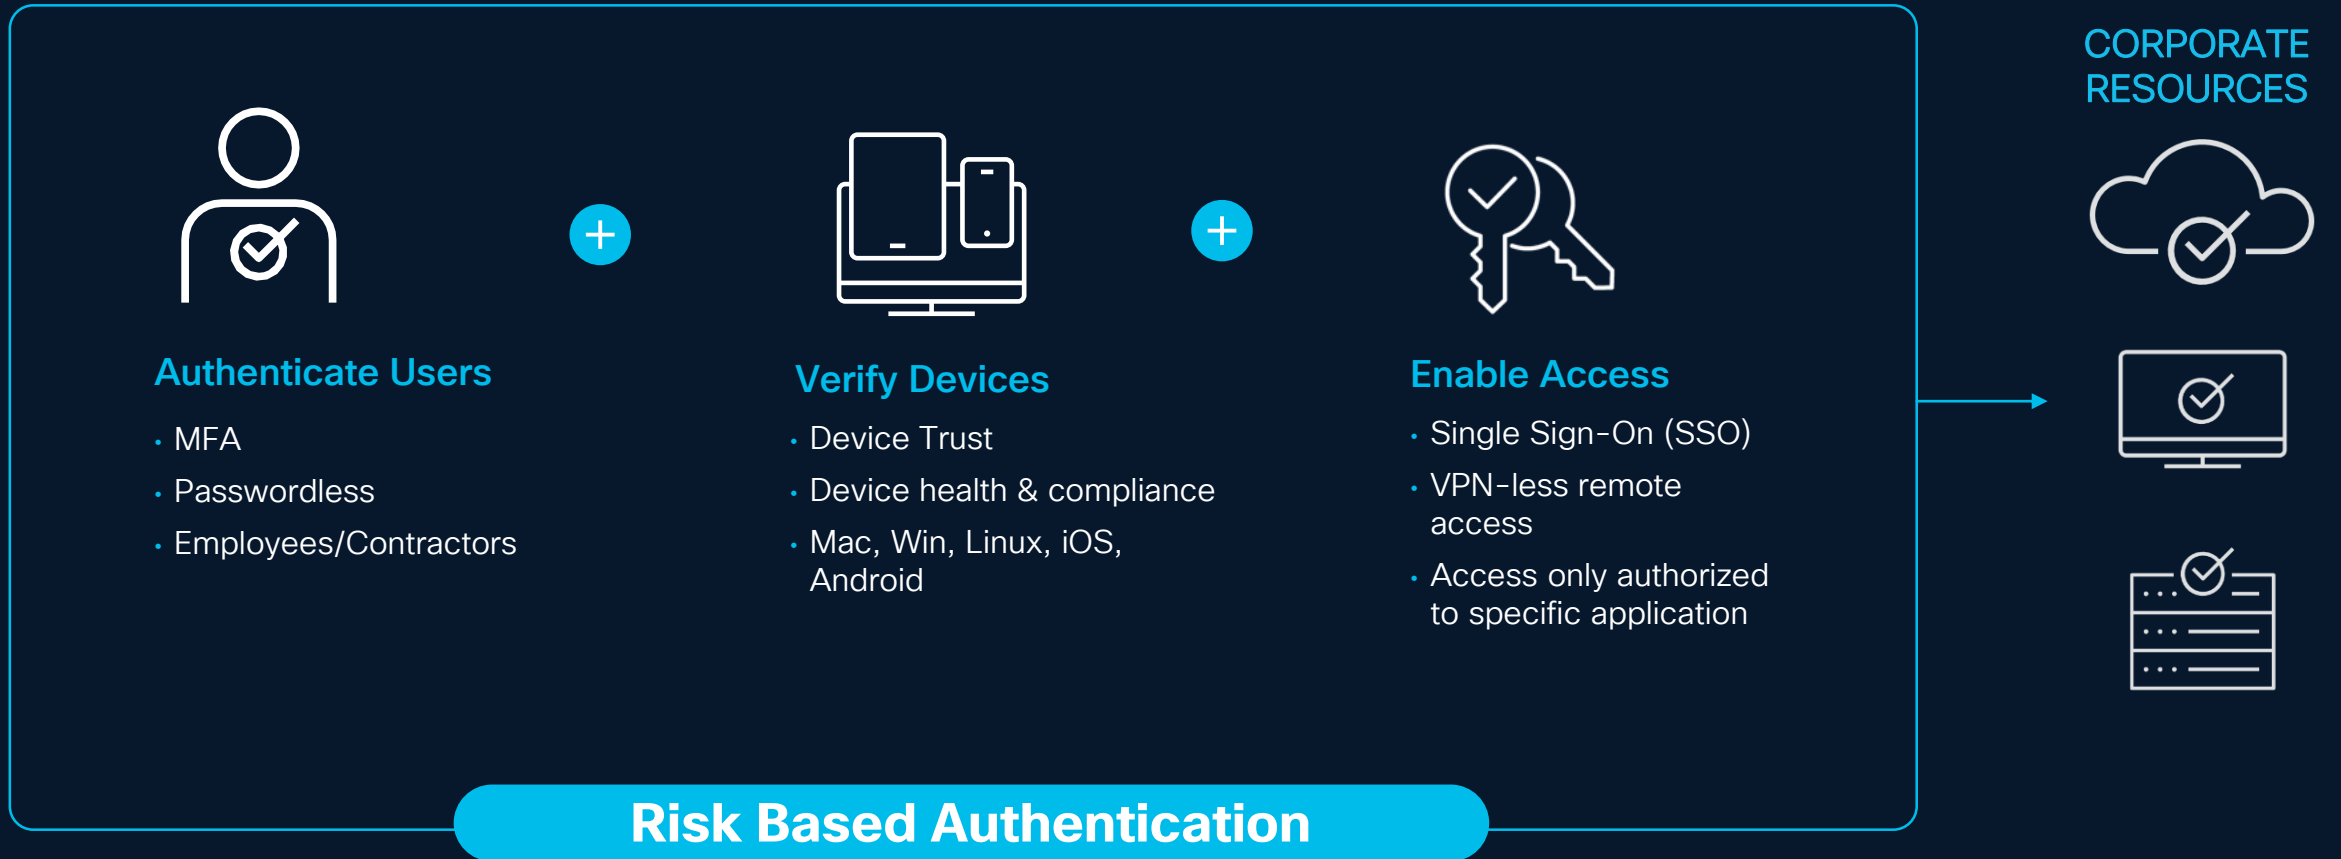 CORPORATE
RESOURCES
Authenticate Users
• MFA
• Passwordless
• Employees/Contractors
Verify Devices
• Device Trust
• Device health & compliance
• Mac, Win, Linux, iOS,
Android
Enable Access
• Single Sign-On (SSO)
• VPN-less remote
access
• Access only authorized
to specific application
Risk Based Authentication